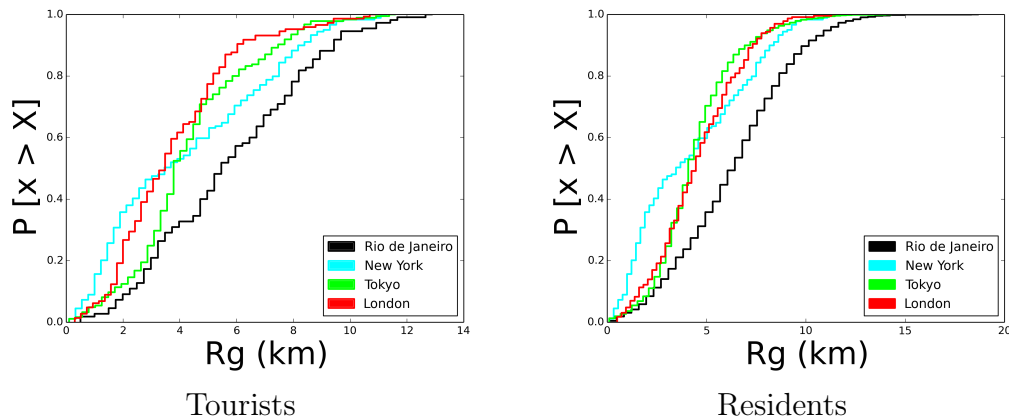 1.0
0.8
0.6
0.4
0.2
0.0
P [x > X]
0 2 4 6 8 10 12 14
Rg (km)
Rio de Janeiro
New York
Tokyo
London
Tourists
1.0
0.8
0.6
0.4
0.2
0.0
P [x > X]
0 5 10 15 20
Rg (km)
Rio de Janeiro
New York
Tokyo
London
Residents